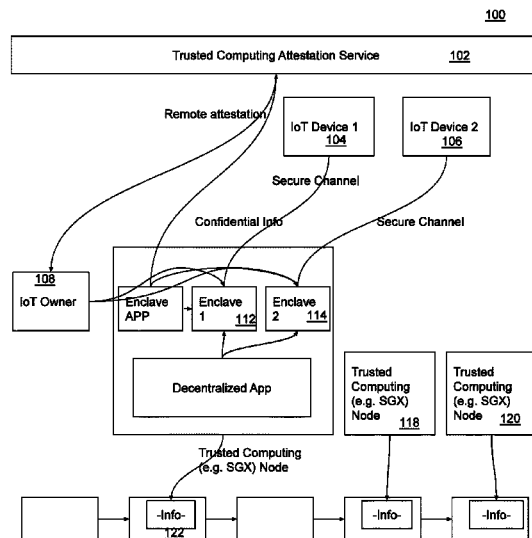 100
Trusted Computing Attestation Service 102
Remote attestation
IoT Device 1
104
IoT Device 2
106
Secure Channel
Confidential Info
Secure Channel
108
IoT Owner
Enclave
APP
Enclave
1
112
Enclave
2
114
Decentralized App
Trusted
Computing
(e.g. SGX)
Node
118
Trusted
Computing
(e.g. SGX)
Node
120
Trusted Computing
(e.g. SGX) Node
-Info-
122
-Info-
-Info-